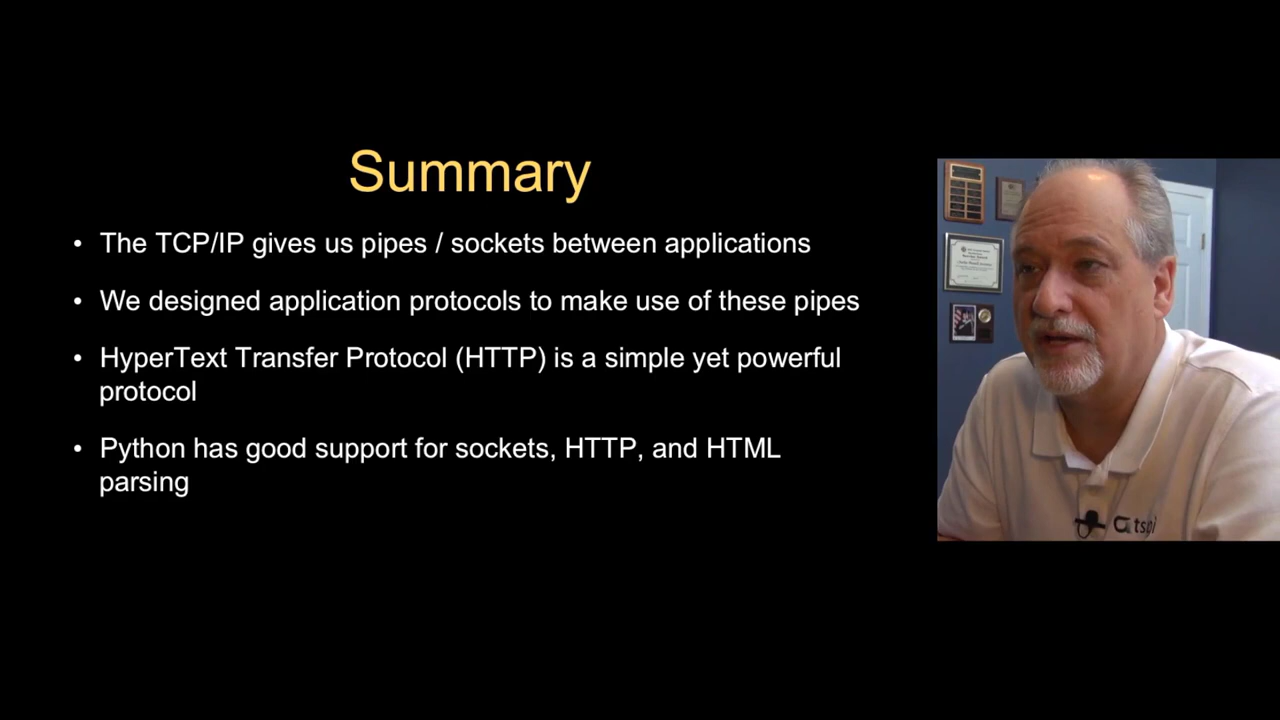 Summary
• The TCP/IP gives us pipes / sockets between applications
• We designed application protocols to make use of these pipes
• HyperText Transfer Protocol (HTTP) is a simple yet powerful
protocol
• Python has good support for sockets, HTTP, and HTML
parsing